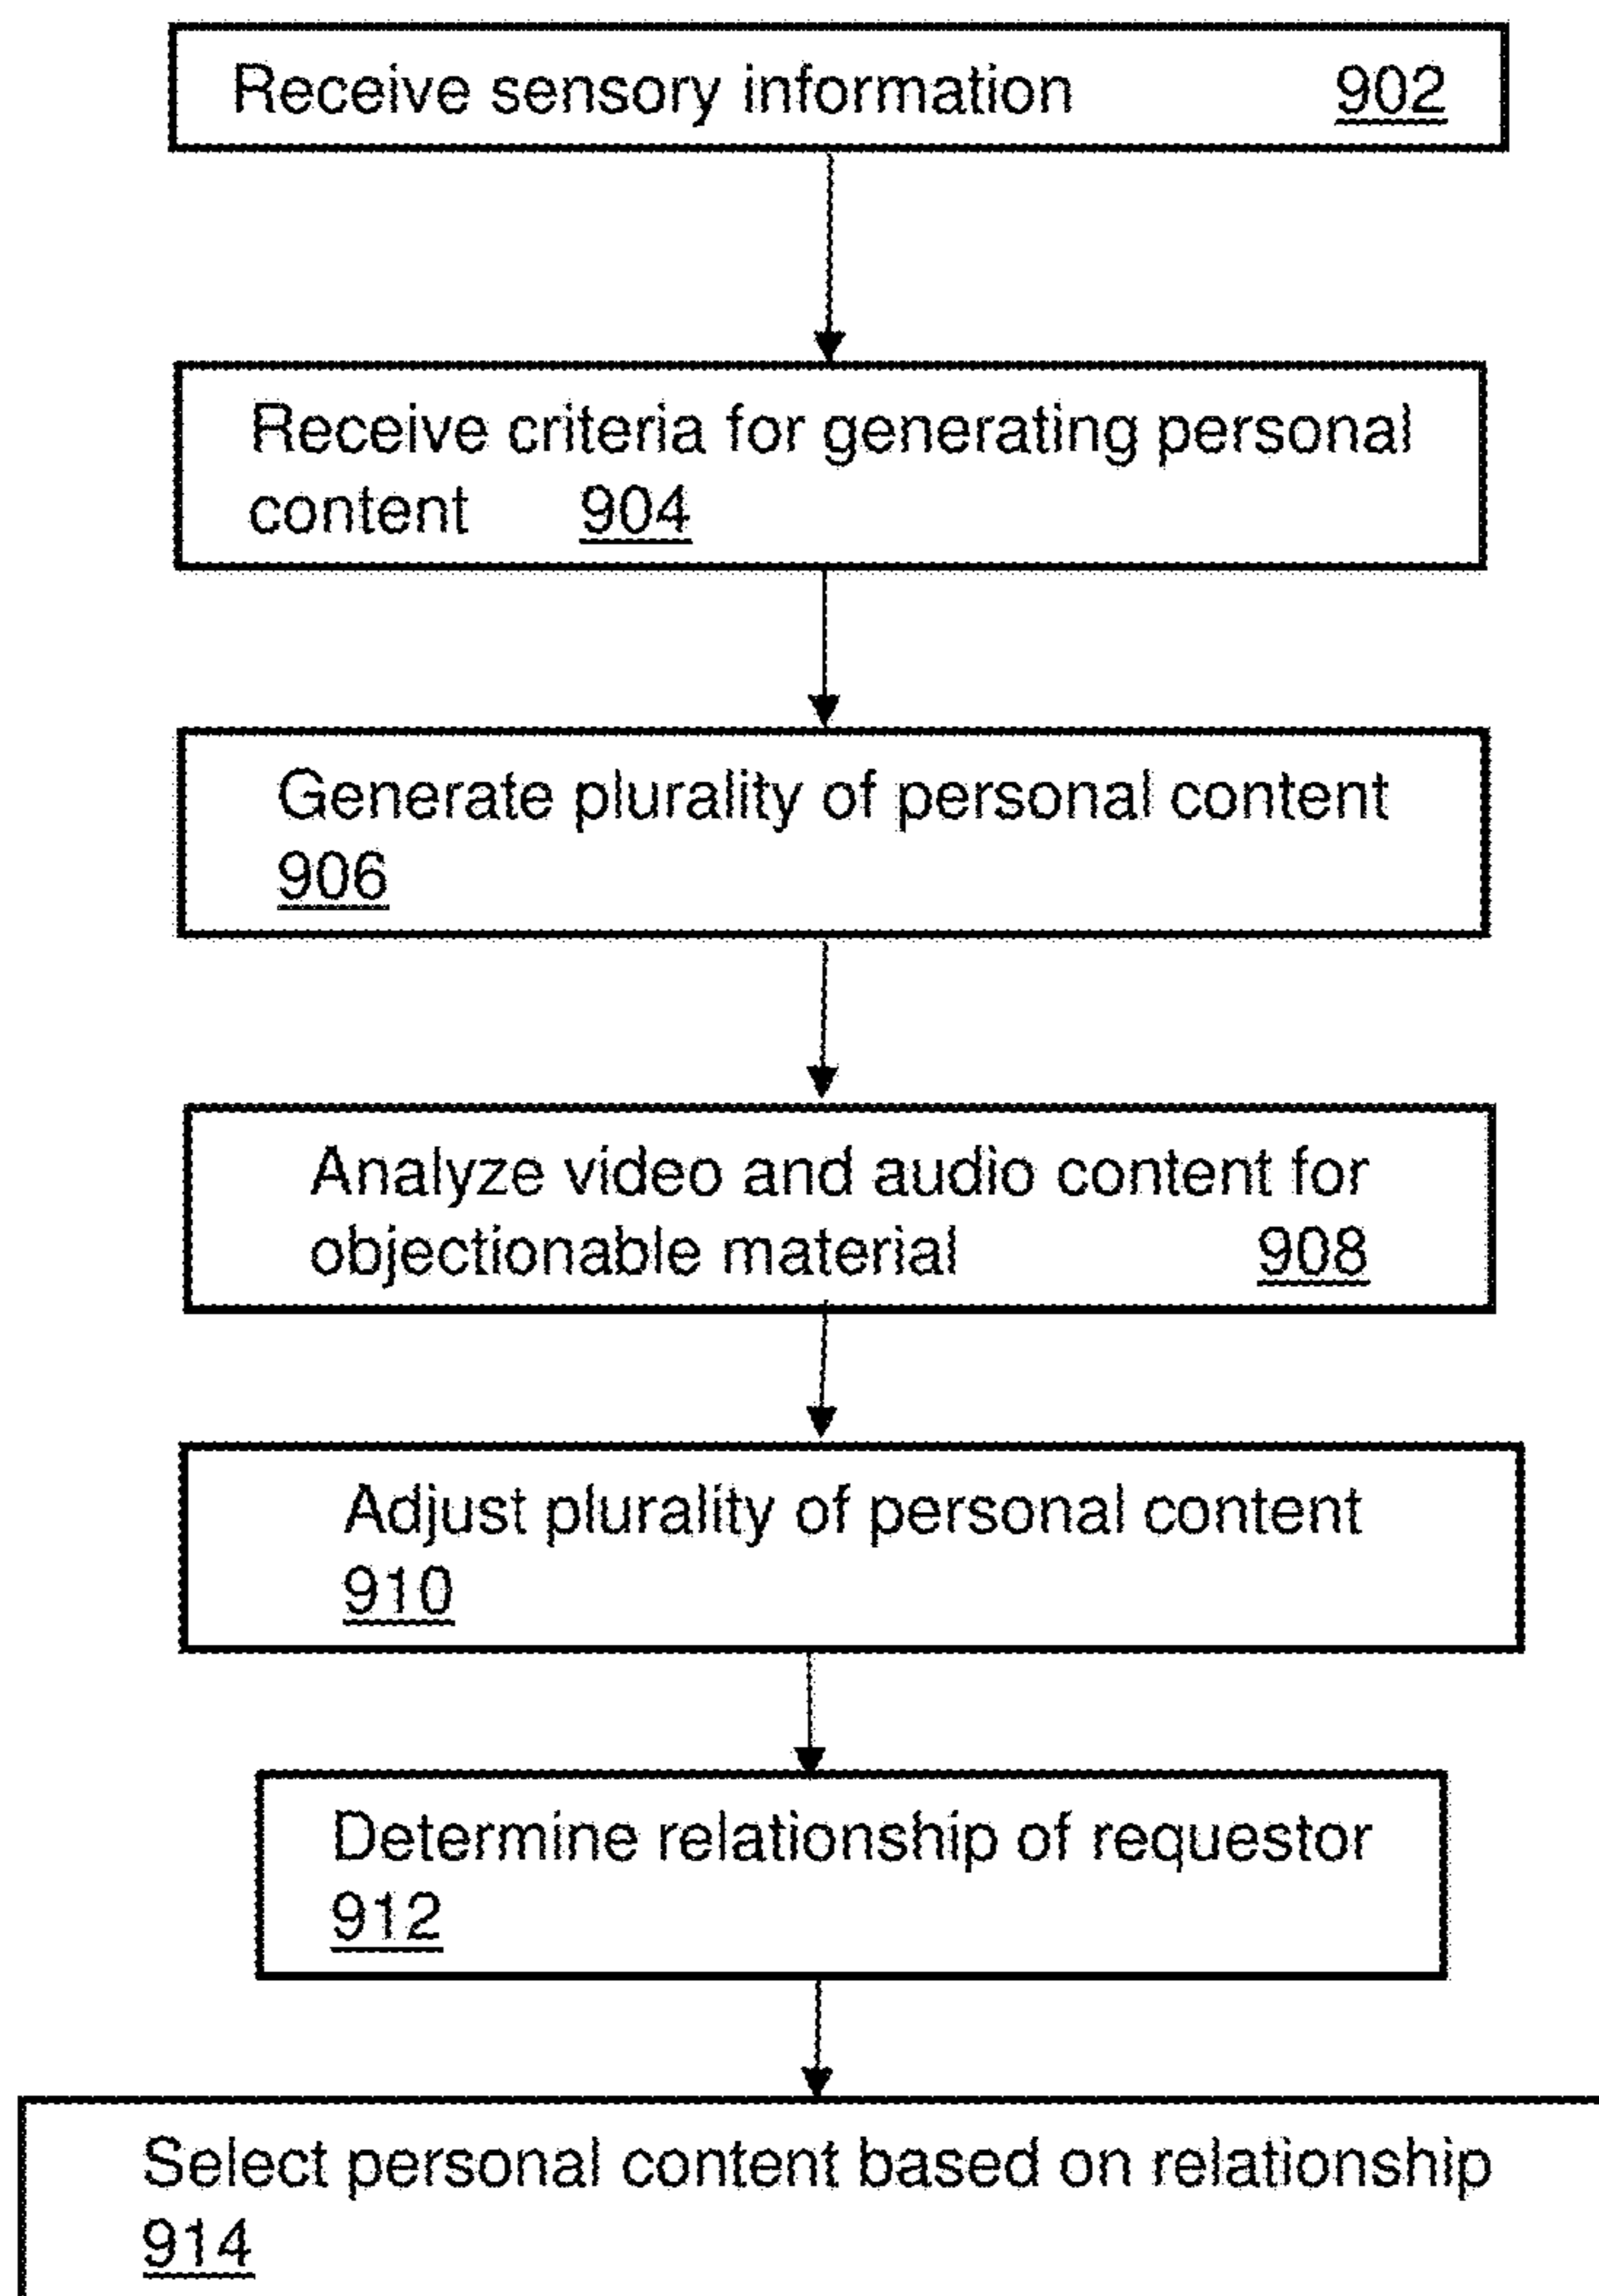 Receive sensory information 902
Receive criteria for generating personal
content 904
Generate plurality of personal content
906
Analyze video and audio content for
objectionable material 908
Adjust plurality of personal content
910
Determine relationship of requestor
912
Select personal content based on relationship
914